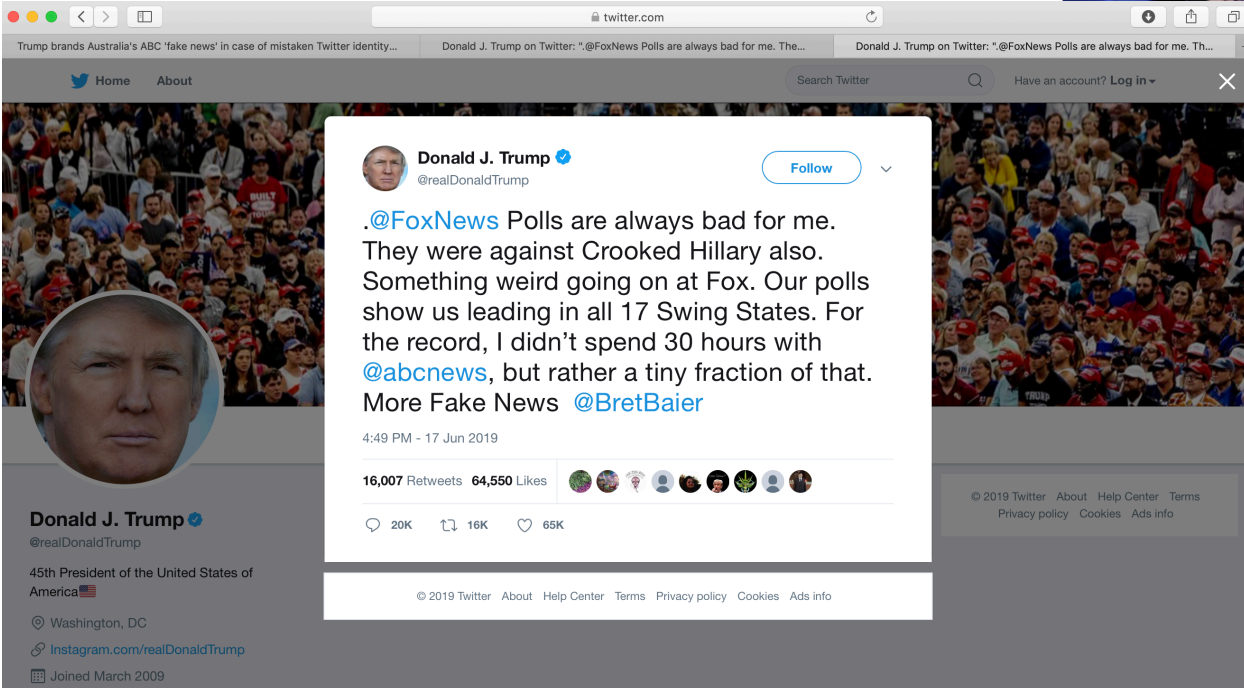 twitter.com
Trump brands Australia's ABC 'fake news' in case of mistaken Twitter identity...
Donald J. Trump on Twitter: ".@FoxNews Polls are always bad for me. The...
Donald J. Trump on Twitter: ".@FoxNews Polls are always bad for me. Th...
Home About Search Twitter Have an account? Log in
BUILT
TRUMP
Donald J. Trump
@realDonaldTrump
Follow
.@FoxNews Polls are always bad for me.
They were against Crooked Hillary also.
Something weird going on at Fox. Our polls
show us leading in all 17 Swing States. For
the record, I didn’t spend 30 hours with
@abcnews, but rather a tiny fraction of that.
More Fake News @BretBaier
4:49 PM - 17 Jun 2019
16,007 Retweets 64,550 Likes
20K 16K 65K
© 2019 Twitter About Help Center Terms Privacy policy Cookies Ads info
Donald J. Trump
@realDonaldTrump
45th President of the United States of
America🇺🇸
Washington, DC
Instagram.com/realDonaldTrump
Joined March 2009
© 2019 Twitter About Help Center Terms
Privacy policy Cookies Ads info